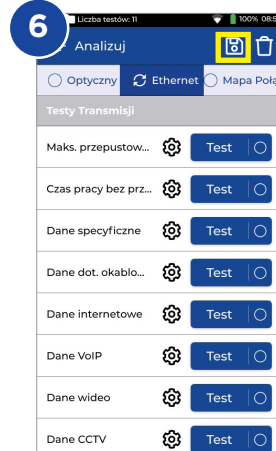 6
Liczba testów: 11
100% 08:5
Analizuj
Optyczny Ethernet Mapa Połą
Testy Transmisji
Maks. przepustow... Test
Czas pracy bez prz... Test
Dane specyficzne Test
Dane dot. okablo... Test
Dane internetowe Test
Dane VoIP Test
Dane wideo Test
Dane CCTV Test